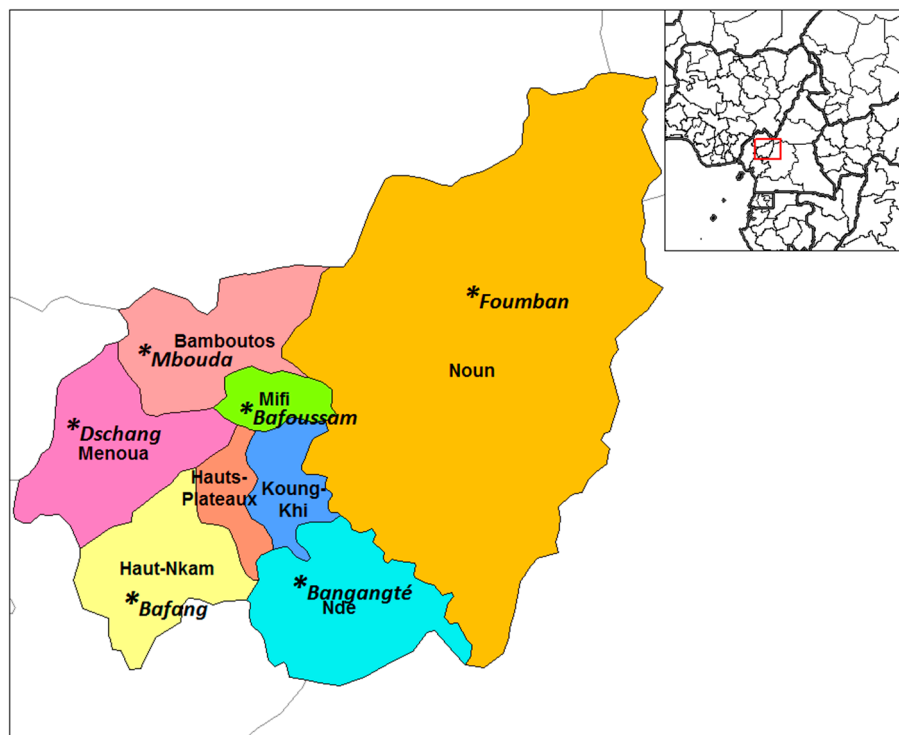 *Foumban
Bamboutos
*Mbouda
Noun
Mifi
*Bafoussam
*Dschang
Menoua
Hauts-
Plateaux
Koung-
Khi
Haut-Nkam
*Bafang
*Bangangté
Ndé